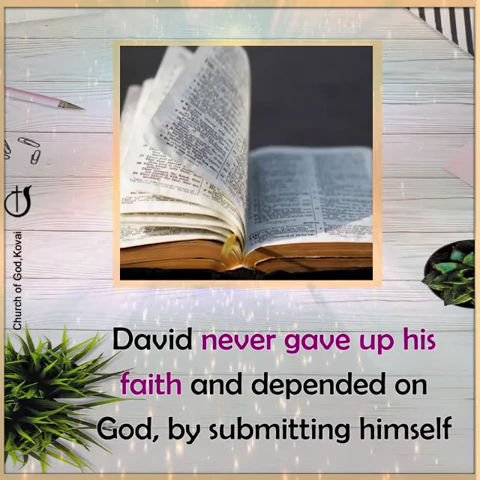 Church of God,Kovai
David never gave up his
faith and depended on
God, by submitting himself